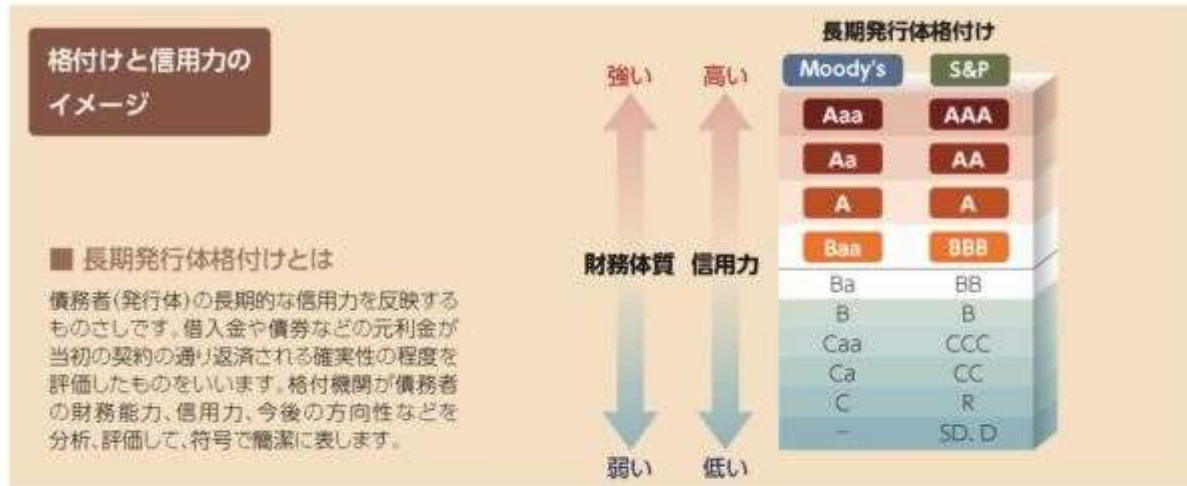 格付けと信用力の
イメージ
■ 長期発行体格付けとは
債務者(発行体)の長期的な信用力を反映する
ものさしです。借入金や債券などの元利金が
当初の契約の通り返済される確実性の程度を
評価したものをいいます。格付機関が債務者
の財務能力、信用力、今後の方向性などを
分析、評価して、符号で簡潔に表します。
長期発行体格付け
強い 高い Moody's S&P
Aaa AAA
Aa AA
A A
財務体質 信用力 Baa BBB
Ba BB
B B
Caa CCC
Ca CC
C R
– SD、D
弱い 低い